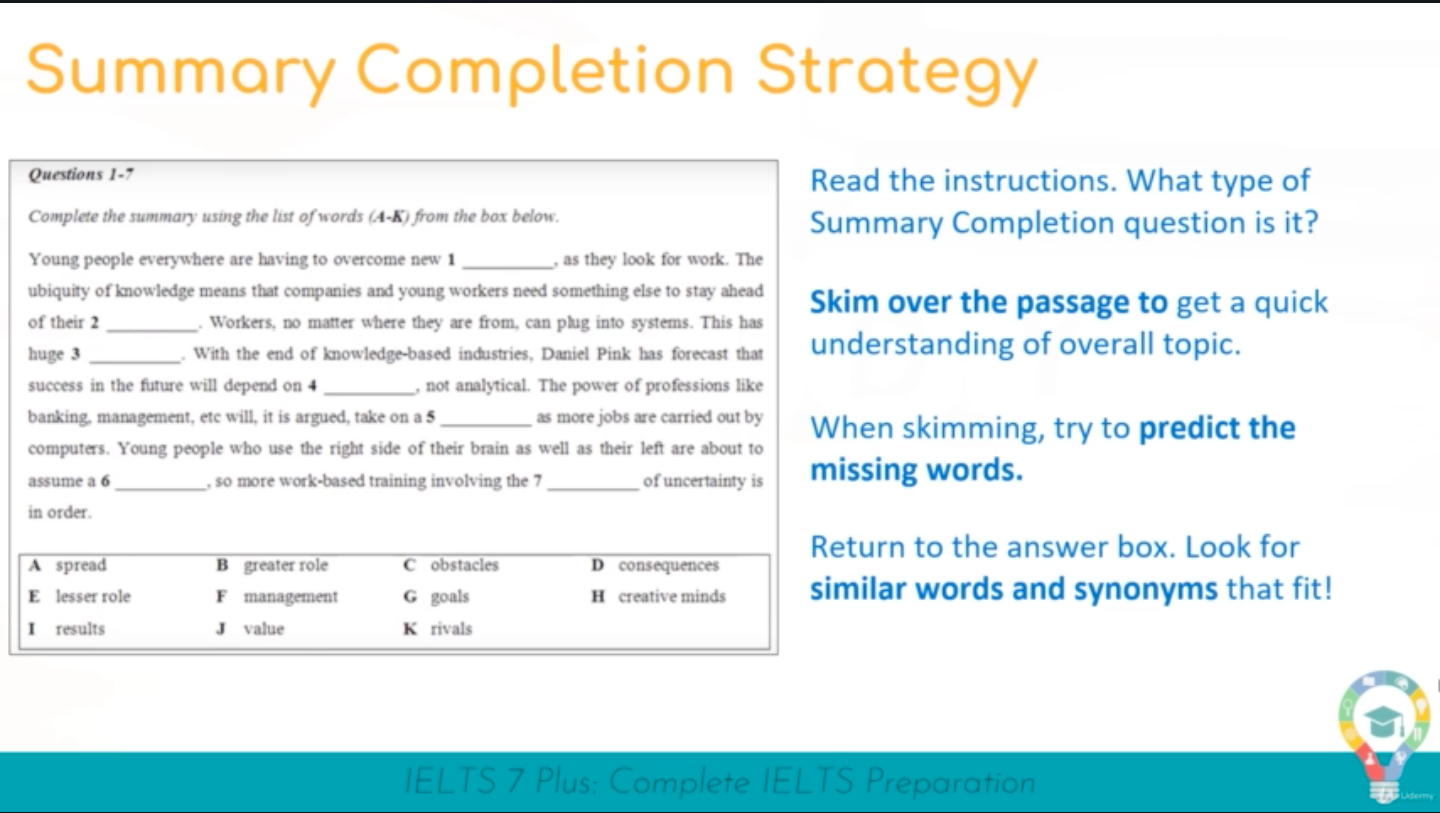 Summary Completion Strategy
Questions 1-7
Complete the summary using the list of words (A-K) from the box below.
Young people everywhere are having to overcome new 1 __________, as they look for work. The
ubiquity of knowledge means that companies and young workers need something else to stay ahead
of their 2 __________. Workers, no matter where they are from, can plug into systems. This has
huge 3 __________. With the end of knowledge-based industries, Daniel Pink has forecast that
success in the future will depend on 4 __________, not analytical. The power of professions like
banking, management, etc will, it is argued, take on a 5 __________ as more jobs are carried out by
computers. Young people who use the right side of their brain as well as their left are about to
assume a 6 __________, so more work-based training involving the 7 __________ of uncertainty is
in order.
A spread B greater role C obstacles D consequences
E lesser role F management G goals H creative minds
I results J value K rivals
Read the instructions. What type of
Summary Completion question is it?
Skim over the passage to get a quick
understanding of overall topic.
When skimming, try to predict the
missing words.
Return to the answer box. Look for
similar words and synonyms that fit!
IELTS 7 Plus: Complete IELTS Preparation
Udemy